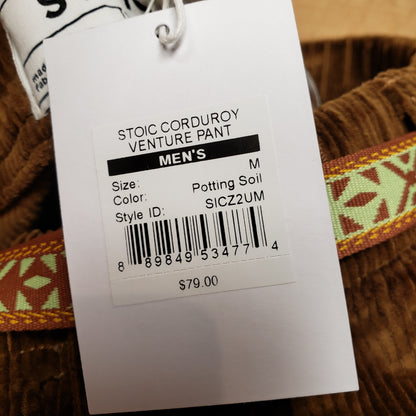 STOIC CORDUROY
VENTURE PANT
MEN'S
Size: M
Color: Potting Soil
Style ID: SICZ2UM
8 89849 53477 4
$79.00